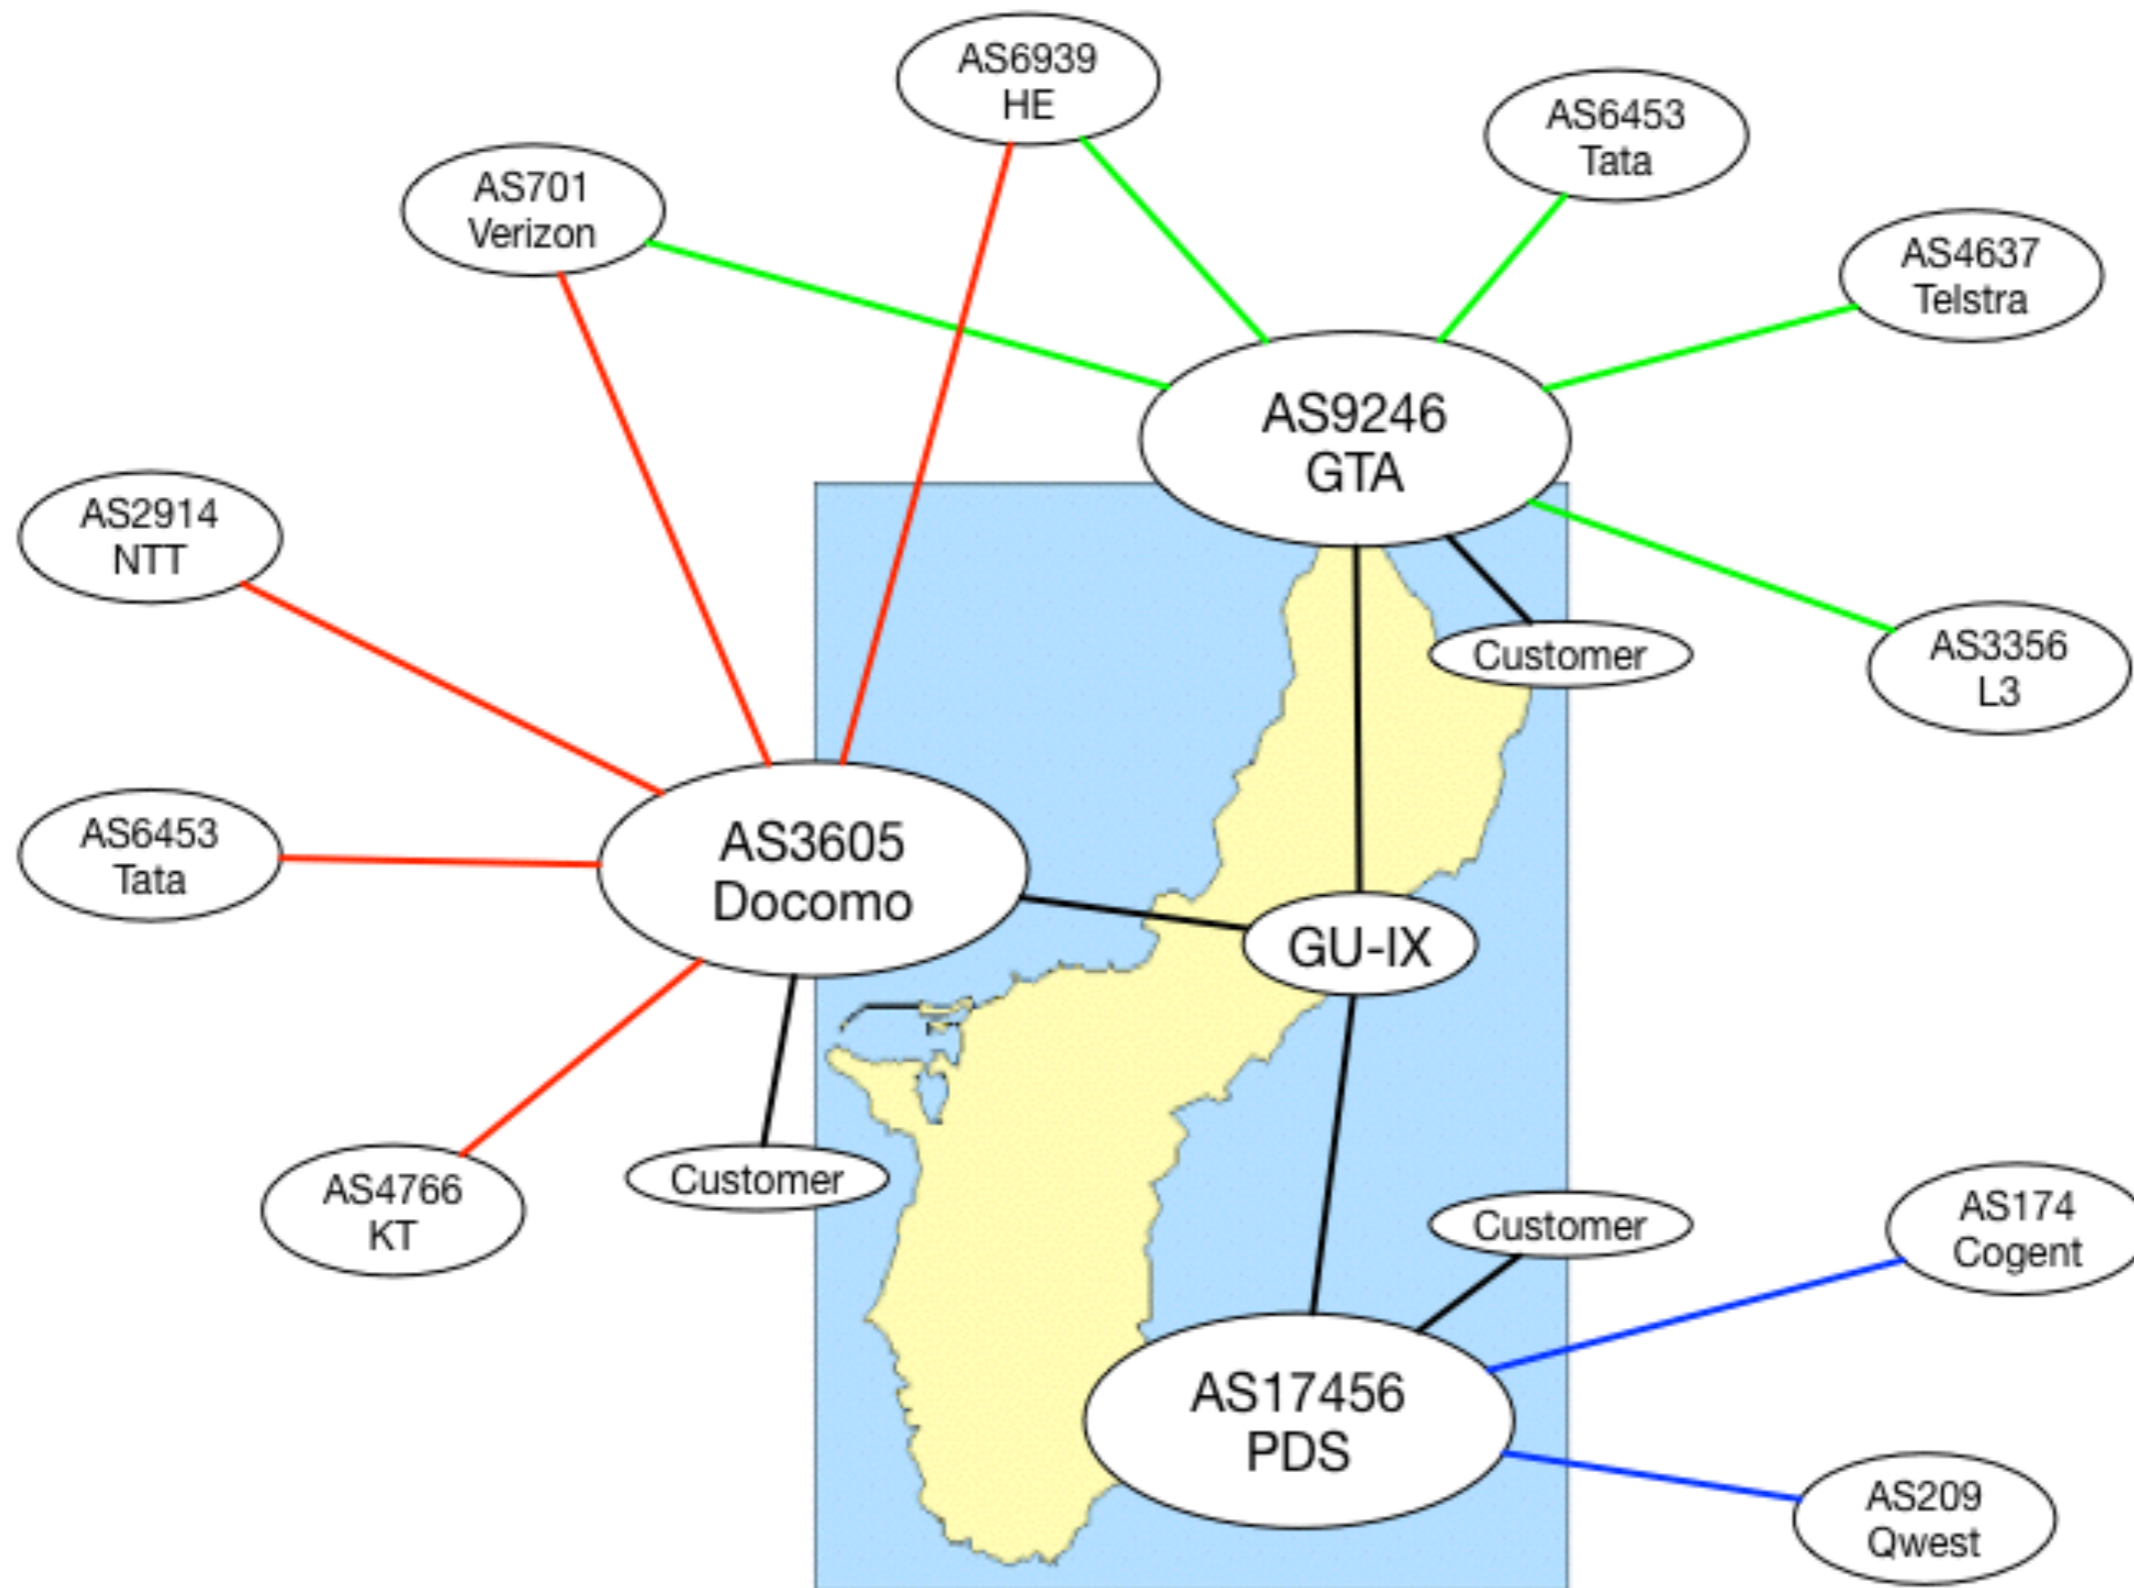 AS6939
HE
AS6453
Tata
AS701
Verizon
AS4637
Telstra
AS9246
GTA
AS2914
NTT
Customer
AS3356
L3
AS6453
Tata
AS3605
Docomo
GU-IX
AS4766
KT
Customer
Customer
AS174
Cogent
AS17456
PDS
AS209
Qwest